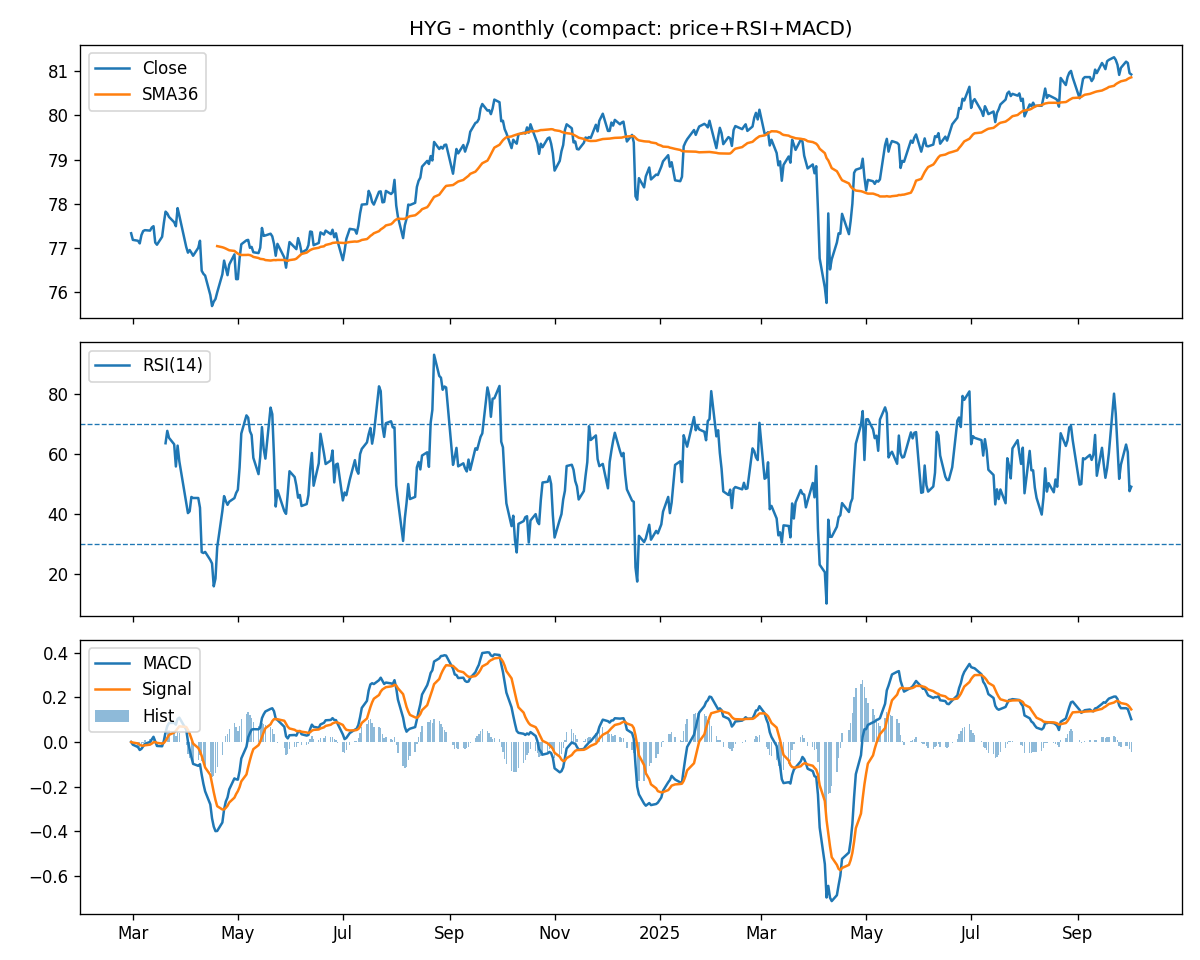 HYG - monthly (compact: price+RSI+MACD)
Close
SMA36
81
80
79
78
77
76
RSI(14)
80
60
40
20
MACD
Signal
Hist
0.4
0.2
0.0
−0.2
−0.4
−0.6
Mar May Jul Sep Nov 2025 Mar May Jul Sep